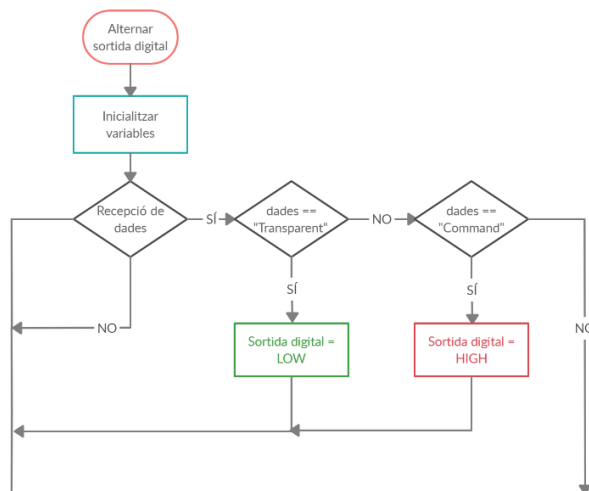 Alternar
sortida digital
Inicialitzar
variables
Recepció de
dades
SÍ
dades ==
"Transparent"
NO
dades ==
"Command"
NO
SÍ
SÍ
NO
Sortida digital =
LOW
Sortida digital =
HIGH